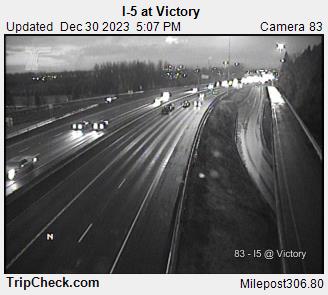 I-5 at Victory
Updated Dec 30 2023 5:07 PM Camera 83
N
83 - I5 @ Victory
TripCheck.com Milepost306.80